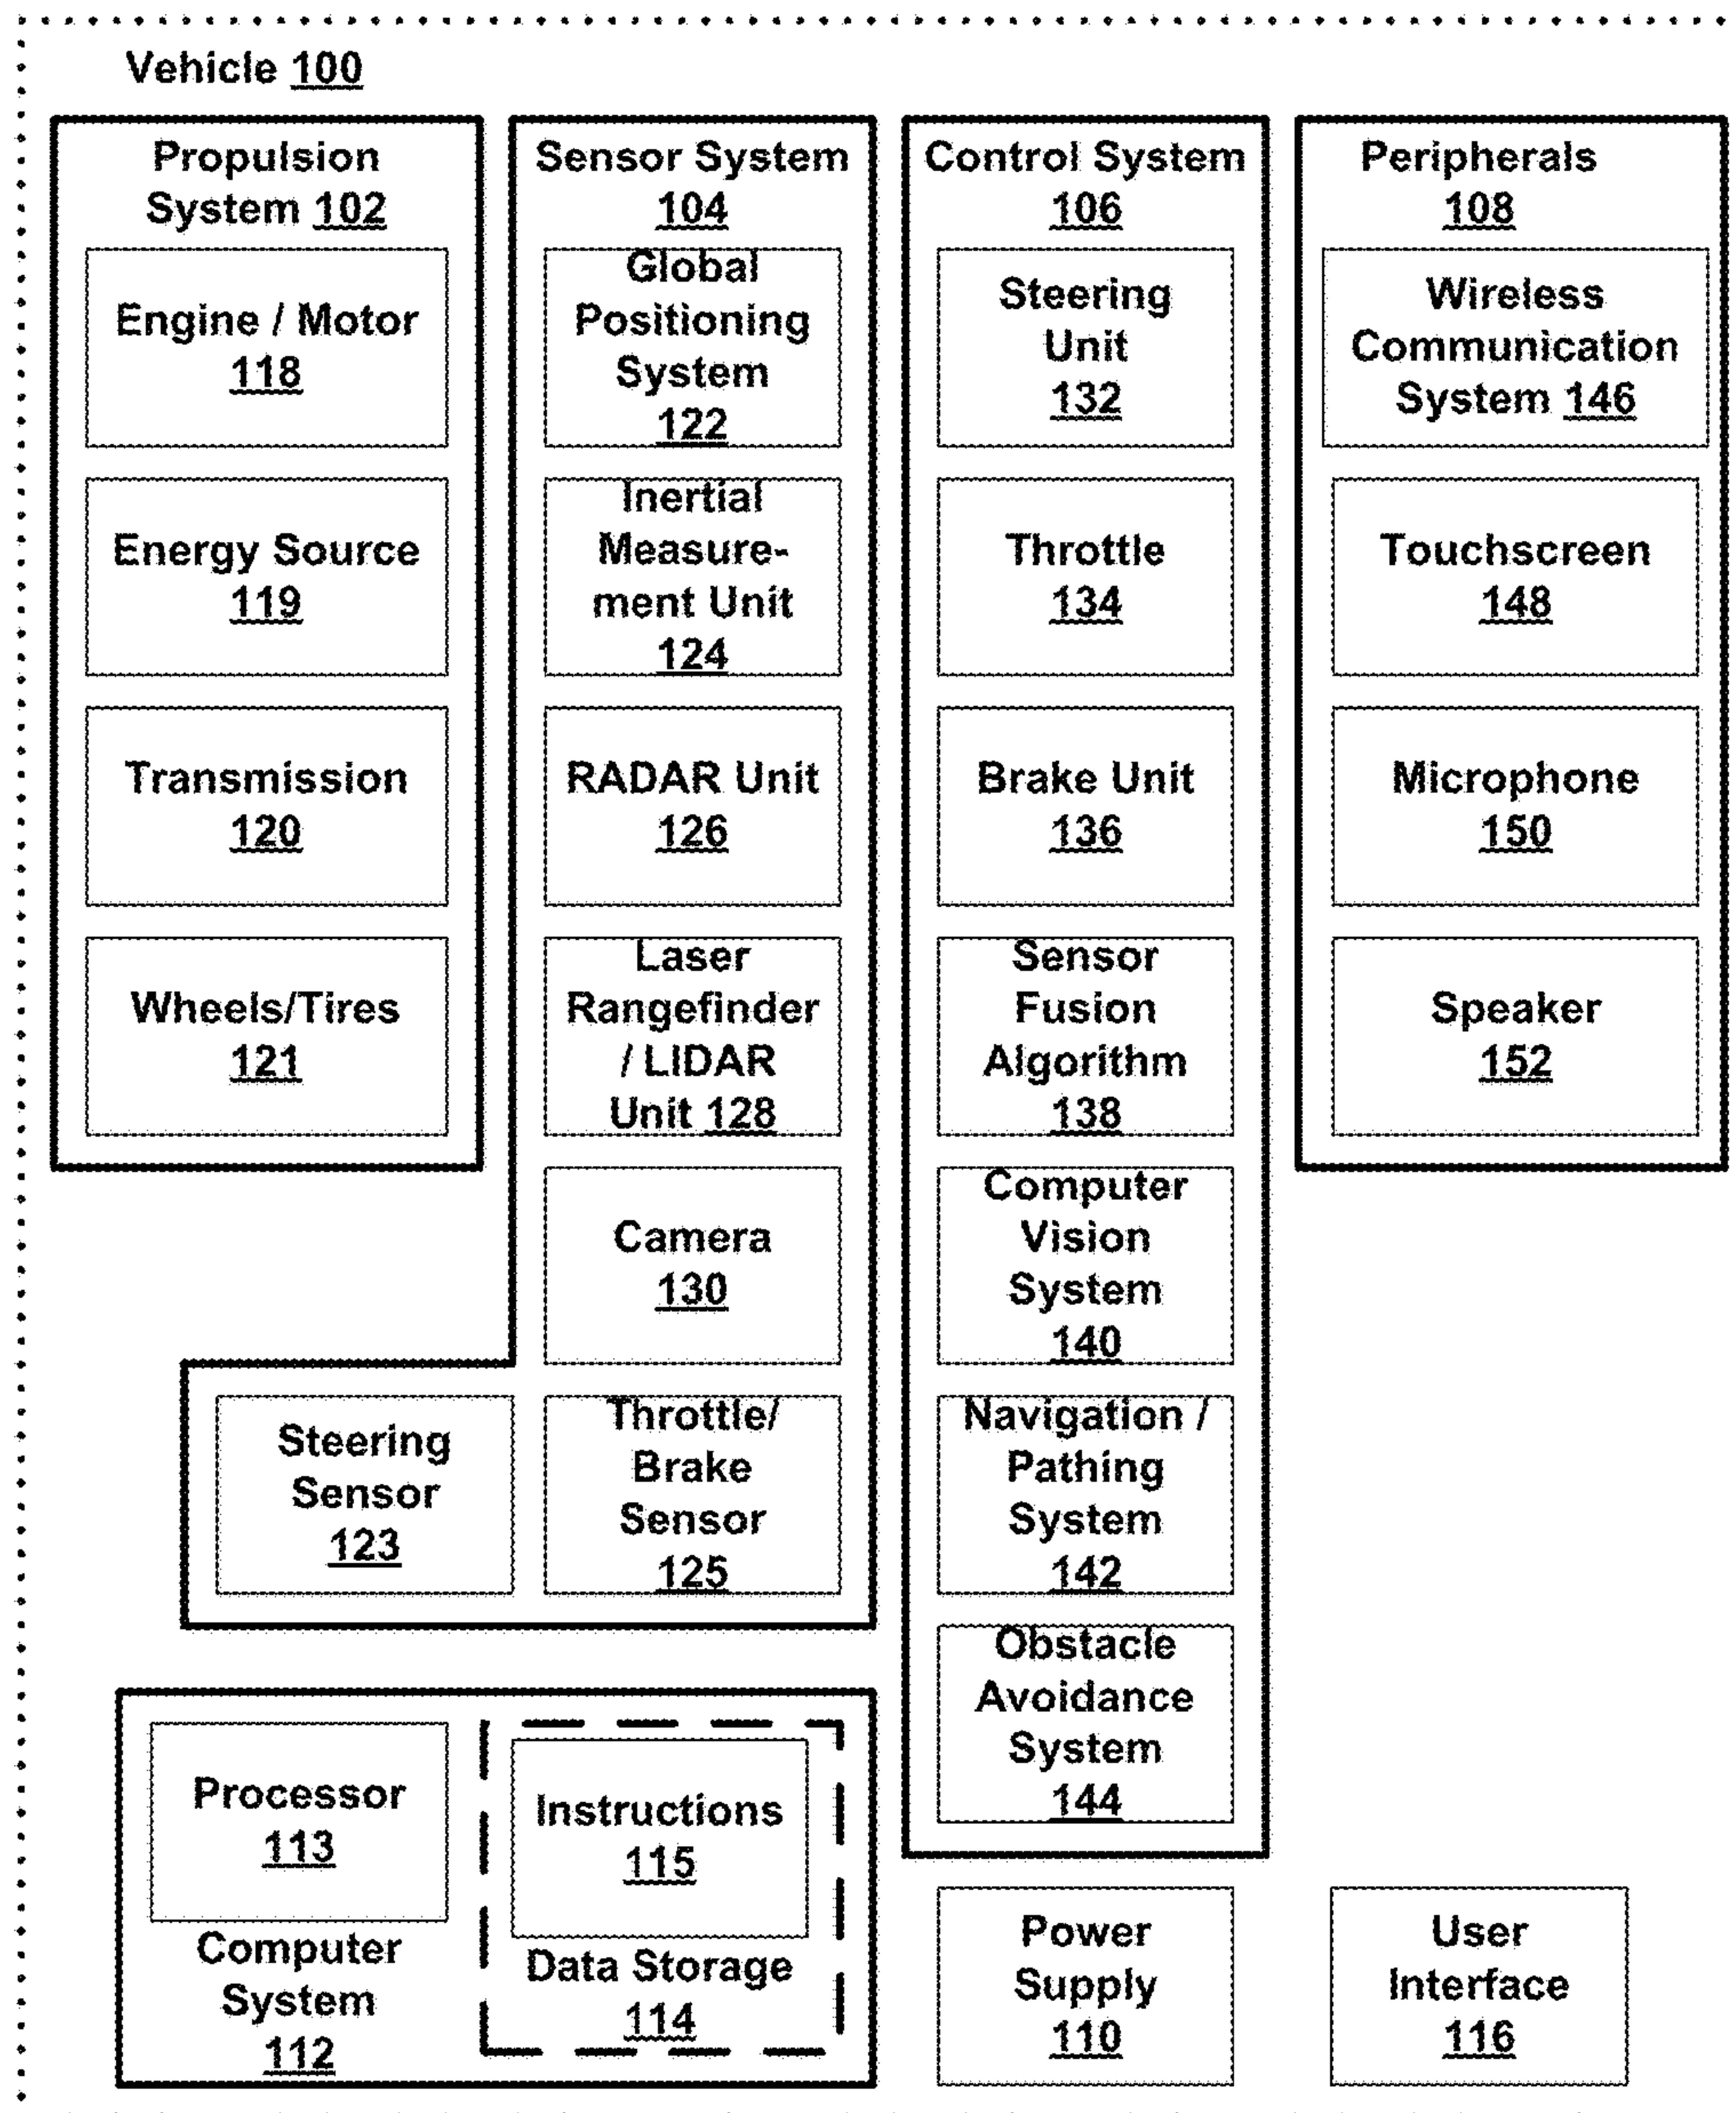 Vehicle 100
Propulsion
System 102
Engine / Motor
118
Energy Source
119
Transmission
120
Wheels/Tires
121
Sensor System
104
Global
Positioning
System
122
Inertial
Measure-
ment Unit
124
RADAR Unit
126
Laser
Rangefinder
/ LIDAR
Unit 128
Camera
130
Steering
Sensor
123
Throttle/
Brake
Sensor
125
Control System
106
Steering
Unit
132
Throttle
134
Brake Unit
136
Sensor
Fusion
Algorithm
138
Computer
Vision
System
140
Navigation /
Pathing
System
142
Obstacle
Avoidance
System
144
Peripherals
108
Wireless
Communication
System 146
Touchscreen
148
Microphone
150
Speaker
152
Processor
113
Computer
System
112
Instructions
115
Data Storage
114
Power
Supply
110
User
Interface
116